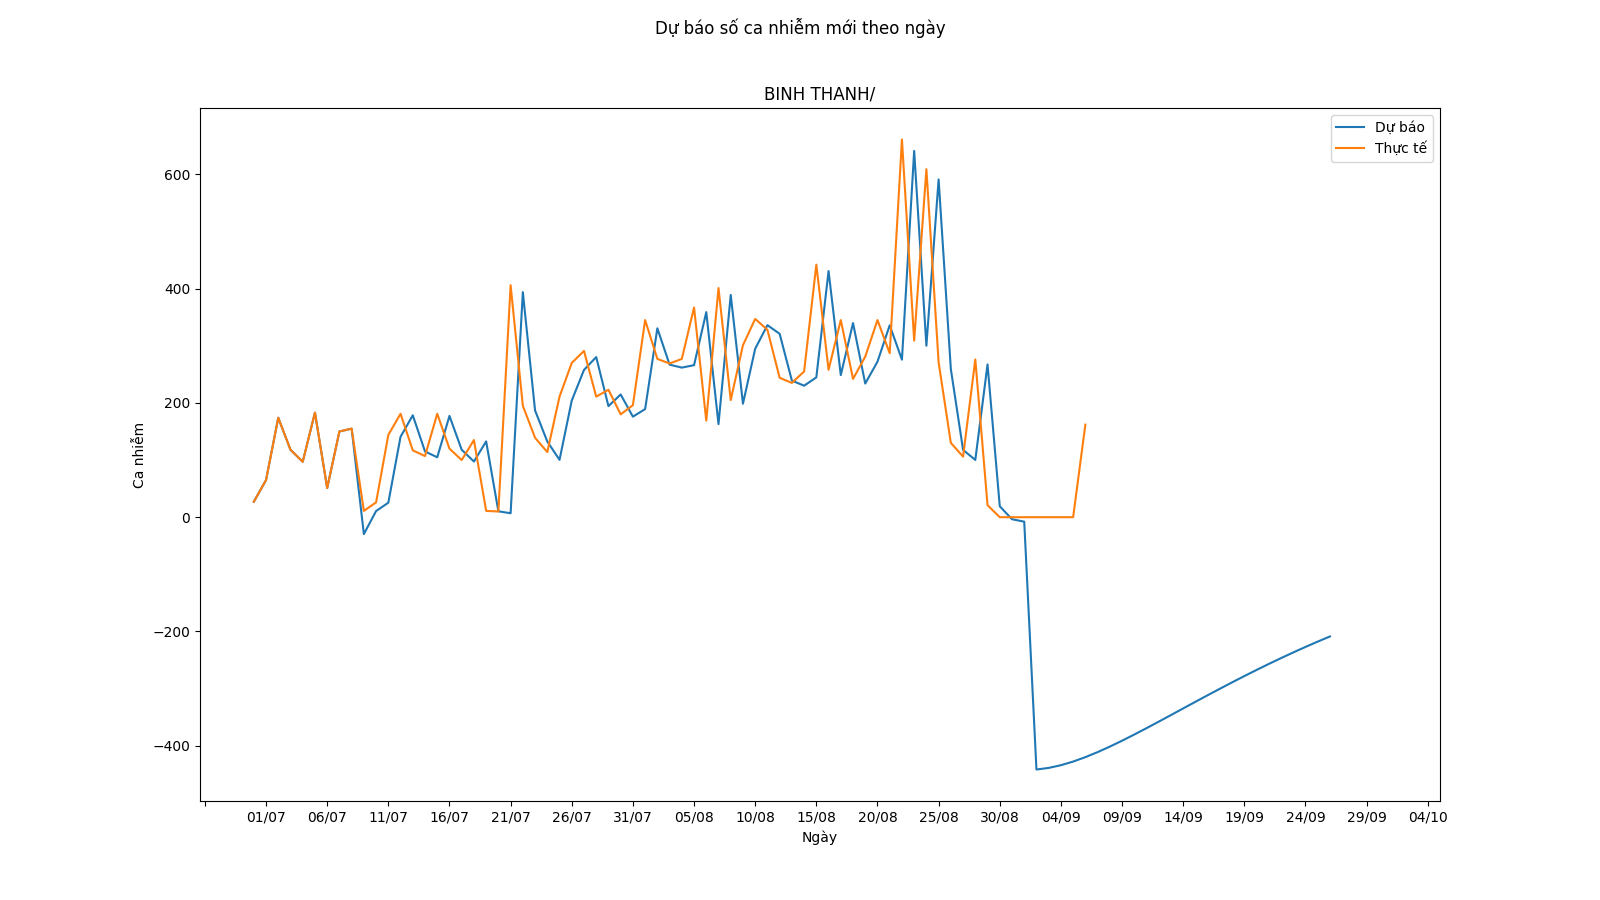 Dự báo số ca nhiễm mới theo ngày
BINH THANH/
Dự báo
Thực tế
600
400
200
0
−200
−400
Ca nhiễm
01/07 06/07 11/07 16/07 21/07 26/07 31/07 05/08 10/08 15/08 20/08 25/08 30/08 04/09 09/09 14/09 19/09 24/09 29/09 04/10
Ngày